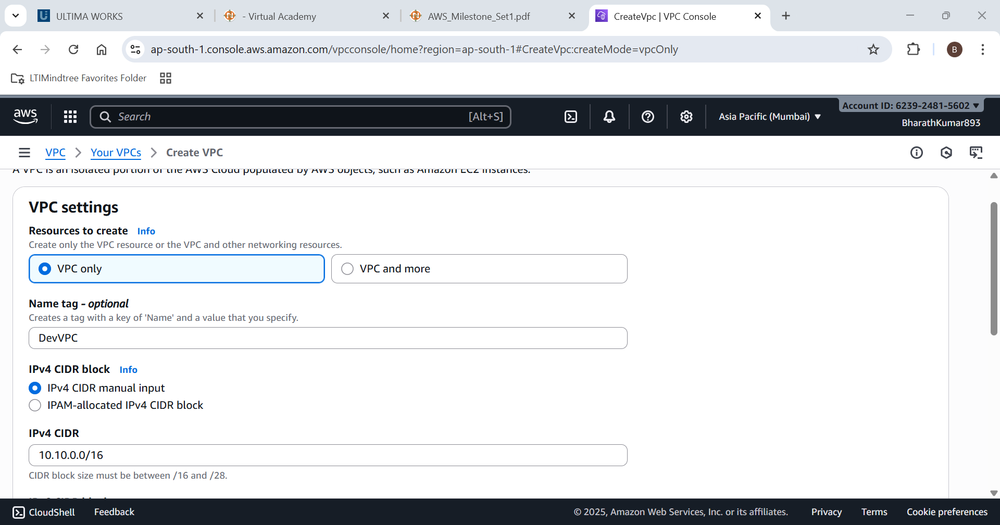 ULTIMA WORKS
- Virtual Academy
AWS_Milestone_Set1.pdf
CreateVpc | VPC Console
ap-south-1.console.aws.amazon.com/vpcconsole/home?region=ap-south-1#CreateVpc:createMode=vpcOnly
B
LTIMindtree Favorites Folder
aws
Search
[Alt+S]
Asia Pacific (Mumbai)
Account ID: 6239-2481-5602
BharathKumar893
VPC
Your VPCs
Create VPC
A VPC is an isolated portion of the AWS Cloud populated by AWS objects, such as Amazon EC2 instances.
VPC settings
Resources to create Info
Create only the VPC resource or the VPC and other networking resources.
VPC only
VPC and more
Name tag - optional
Creates a tag with a key of 'Name' and a value that you specify.
DevVPC
IPv4 CIDR block Info
IPv4 CIDR manual input
IPAM-allocated IPv4 CIDR block
IPv4 CIDR
10.10.0.0/16
CIDR block size must be between /16 and /28.
CloudShell
Feedback
© 2025, Amazon Web Services, Inc. or its affiliates.
Privacy
Terms
Cookie preferences